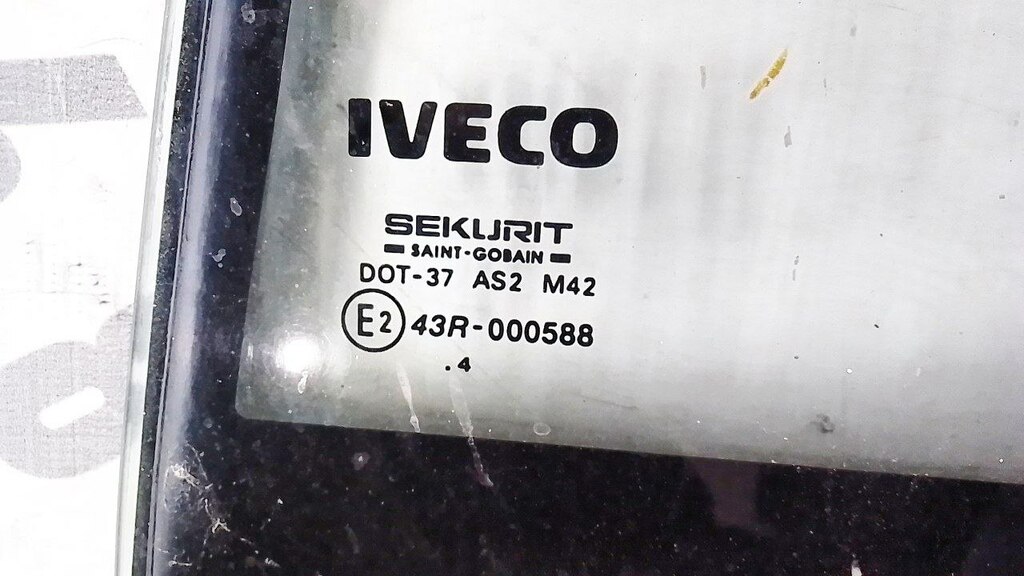 IVECO
SEKURIT
SAINT-GOBAIN
DOT-37 AS2 M42
E2 43R-000588
.4